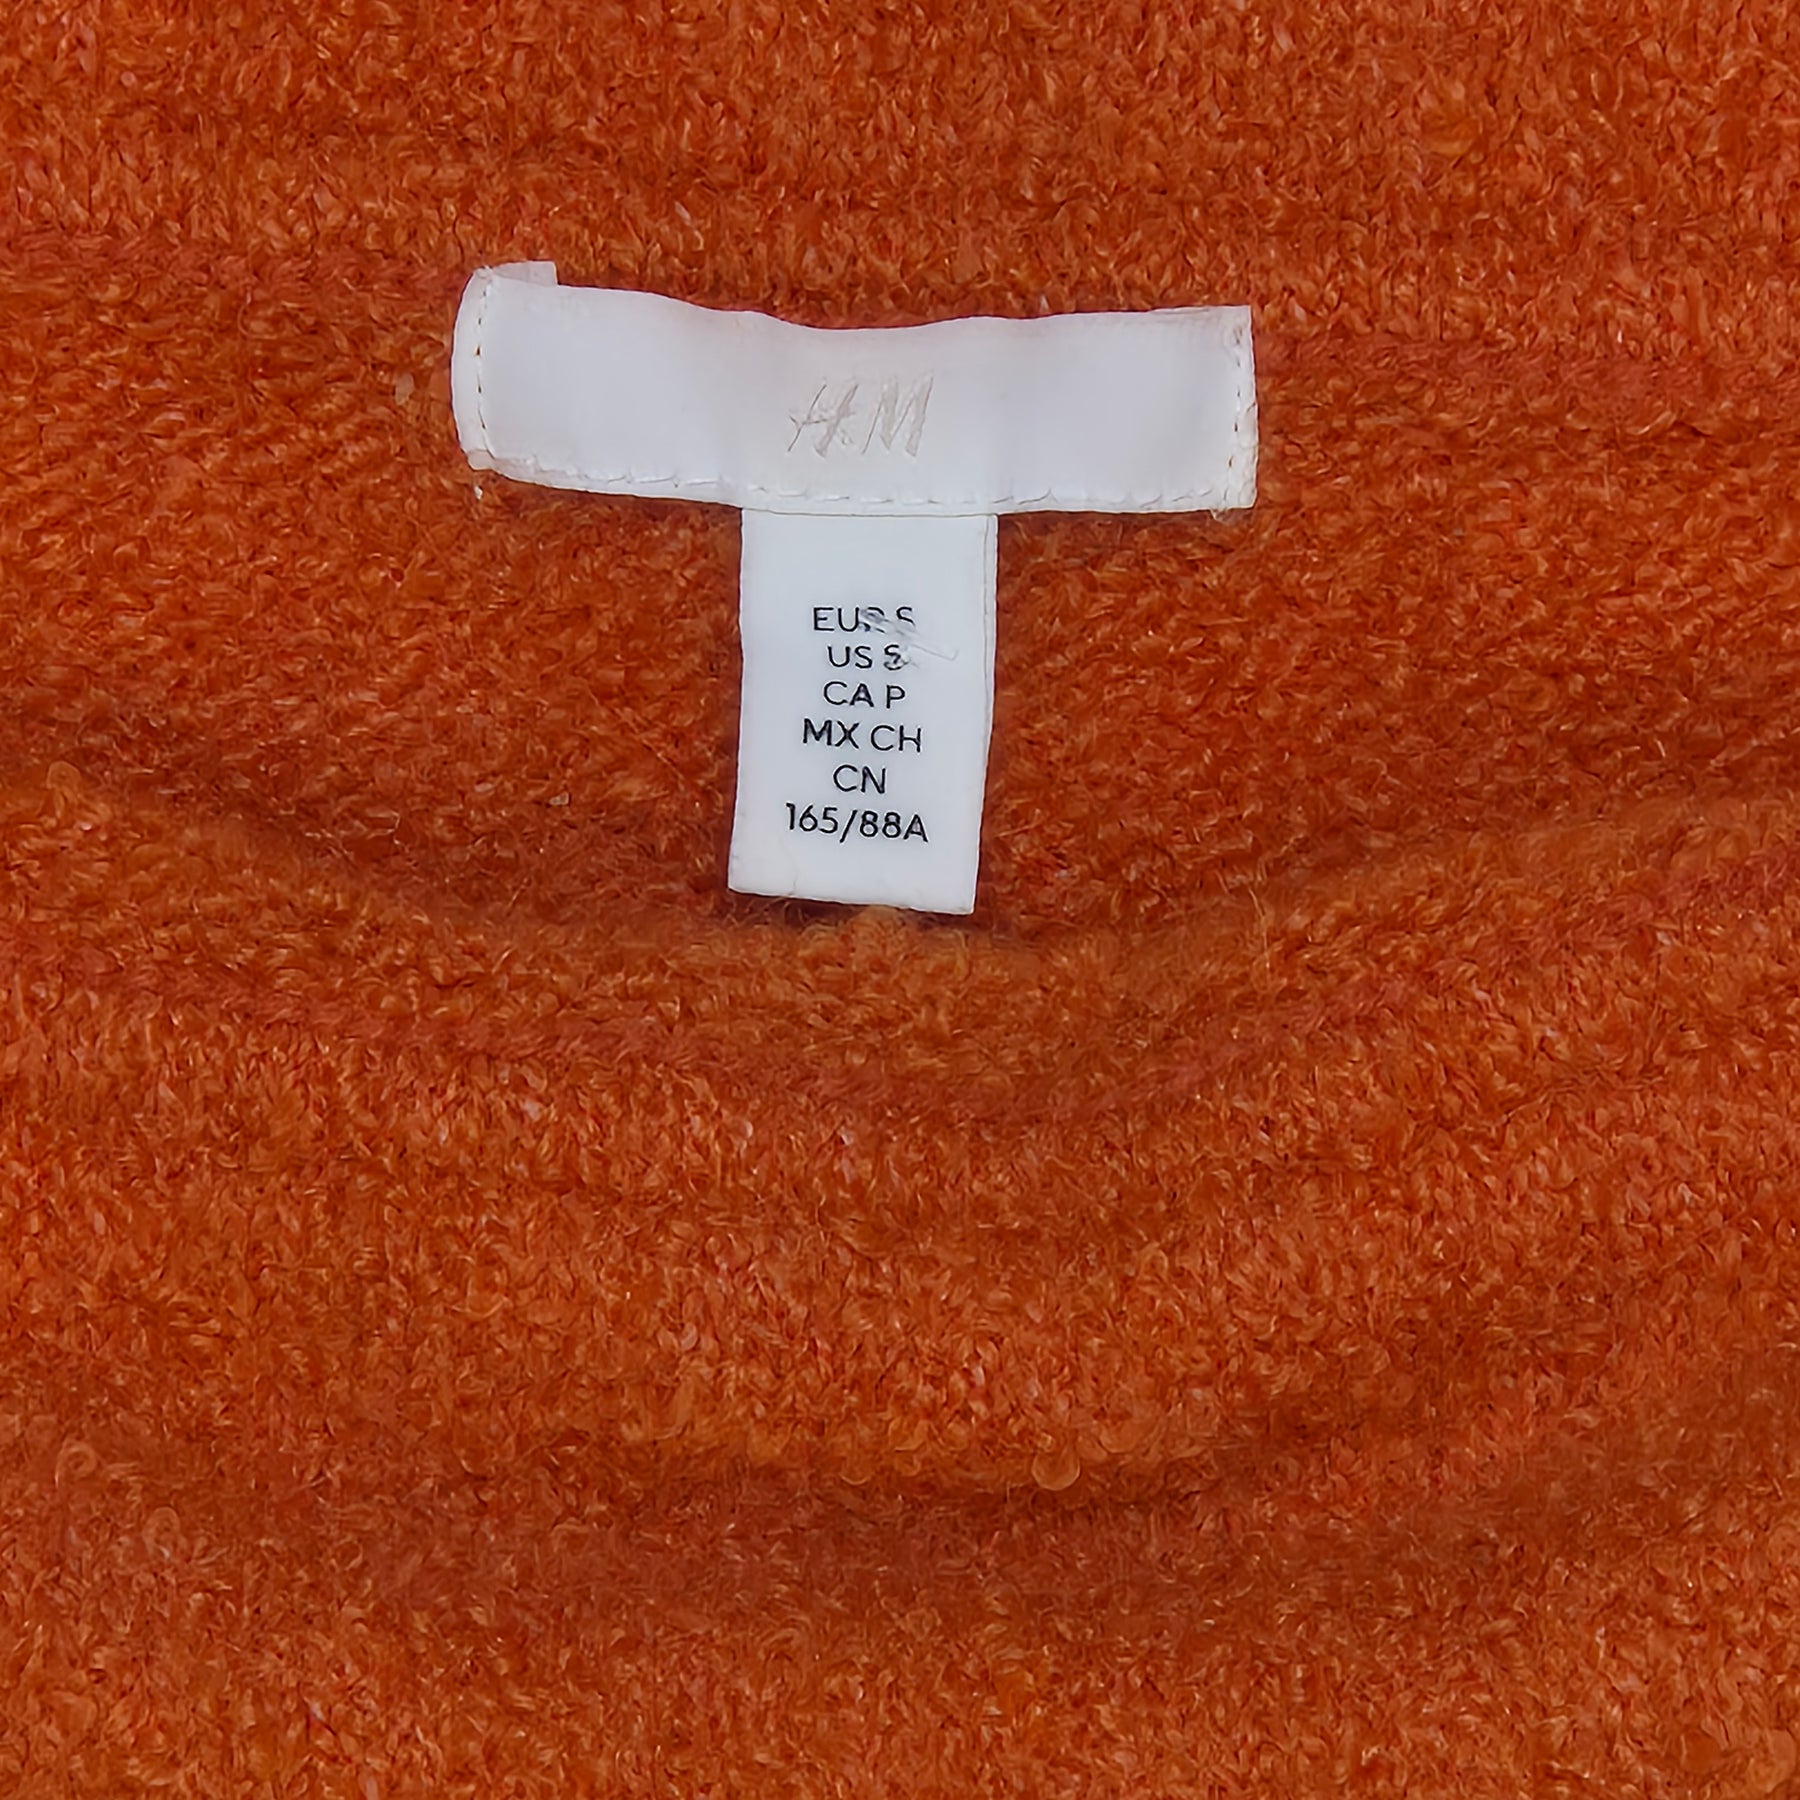 H&M
EUR S
US S
CA P
MX CH
CN
165/88A